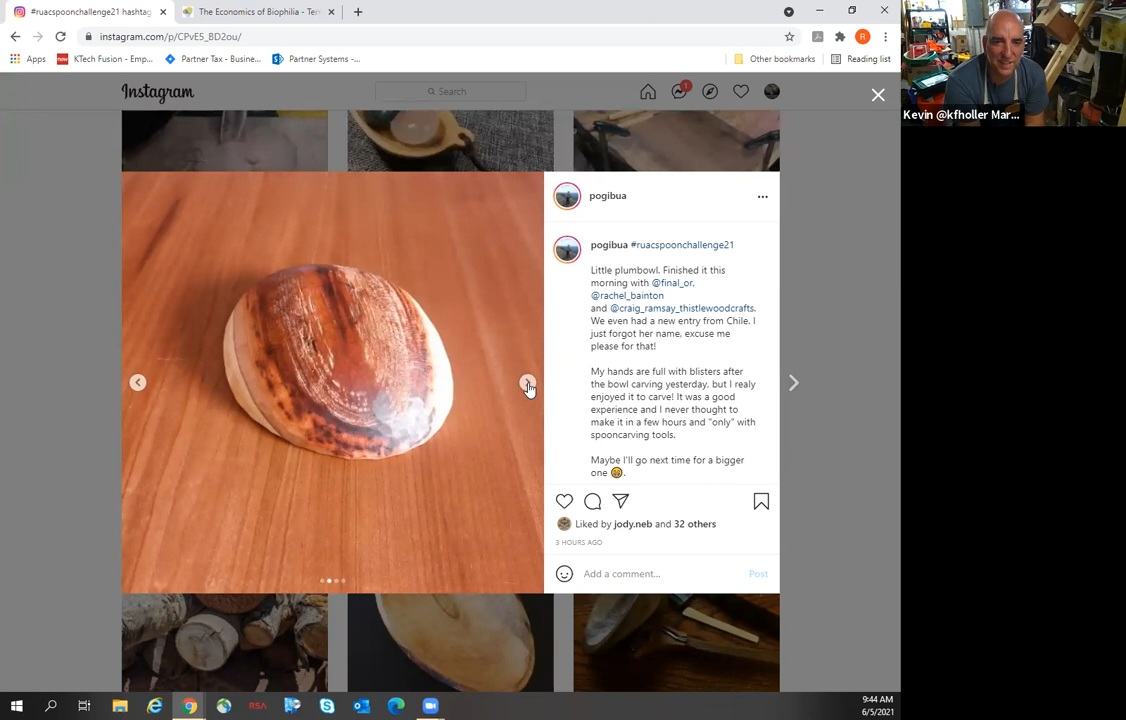 #ruacspoonchallenge21 hashtag
The Economics of Biophilia - Ter
instagram.com/p/CPvE5_BD2ou/
R
Apps
now
KTech Fusion - Emp...
Partner Tax - Busine...
Partner Systems -...
Other bookmarks
Reading list
Kevin @kfholler Mar...
Instagram
Search
1
pogibua
pogibua #ruacspoonchallenge21
Little plumbowl. Finished it this
morning with @final_or,
@rachel_bainton
and @craig_ramsay_thistlewoodcrafts.
We even had a new entry from Chile. I
just forgot her name, excuse me
please for that!
My hands are full with blisters after
the bowl carving yesterday, but I realy
enjoyed it to carve! It was a good
experience and I never thought to
make it in a few hours and "only" with
spooncarving tools.
Maybe I'll go next time for a bigger
one 😄.
Liked by jody.neb and 32 others
3 HOURS AGO
Add a comment...
Post
RSA
9:44 AM
6/5/2021